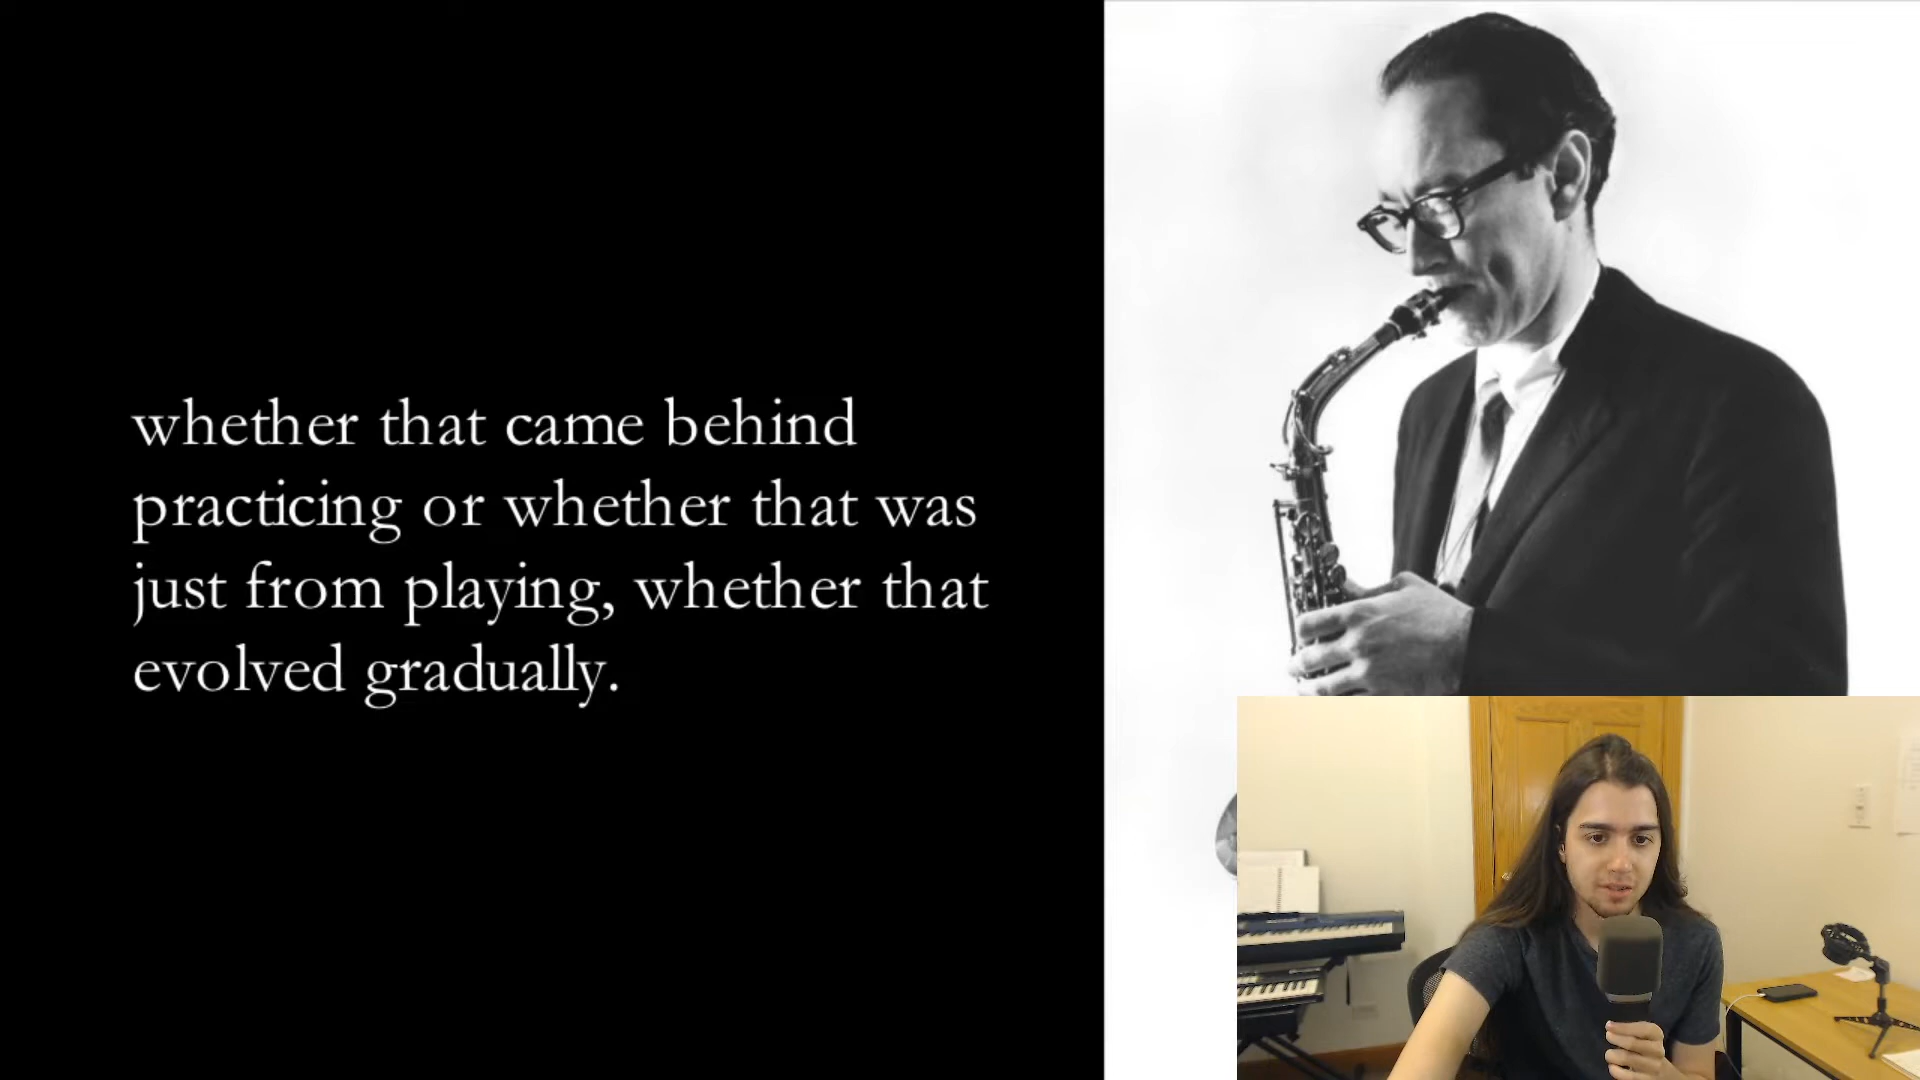 whether that came behind
practicing or whether that was
just from playing, whether that
evolved gradually.